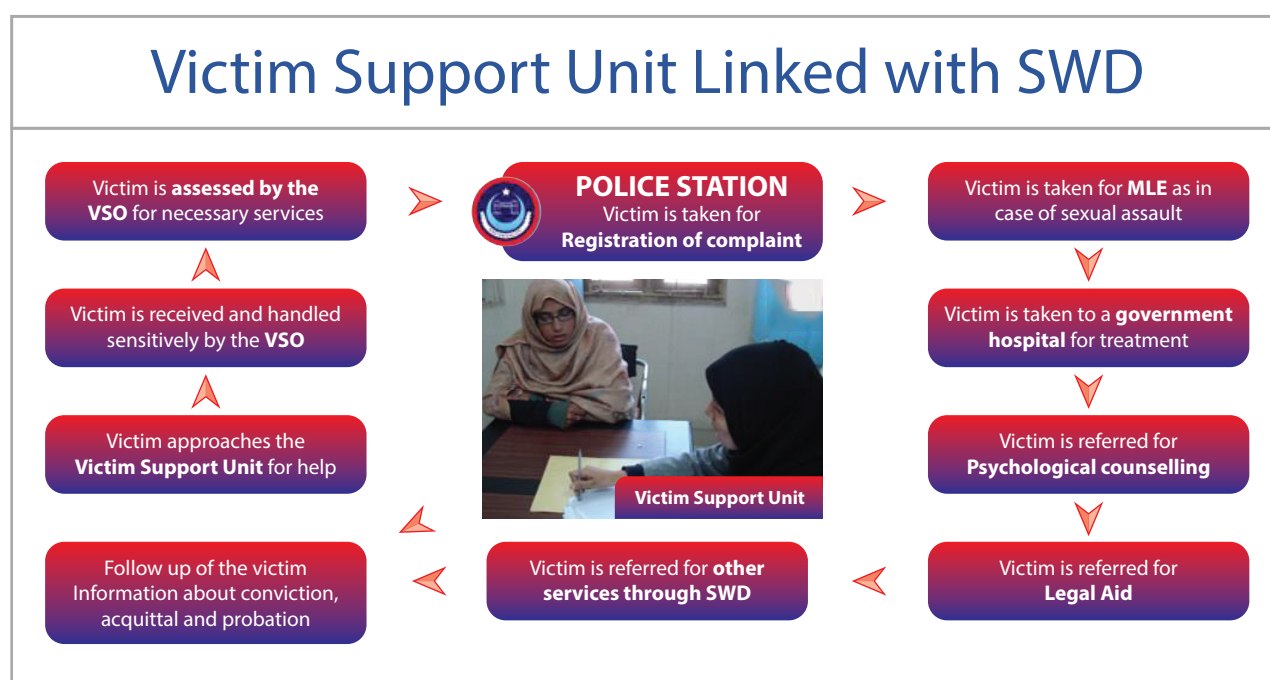 Victim Support Unit Linked with SWD
Victim is assessed by the
VSO for necessary services
POLICE STATION
Victim is taken for
Registration of complaint
Victim is taken for MLE as in
case of sexual assault
Victim is received and handled
sensitively by the VSO
Victim is taken to a government
hospital for treatment
Victim approaches the
Victim Support Unit for help
Victim Support Unit
Victim is referred for
Psychological counselling
Follow up of the victim
Information about conviction,
acquittal and probation
Victim is referred for other
services through SWD
Victim is referred for
Legal Aid